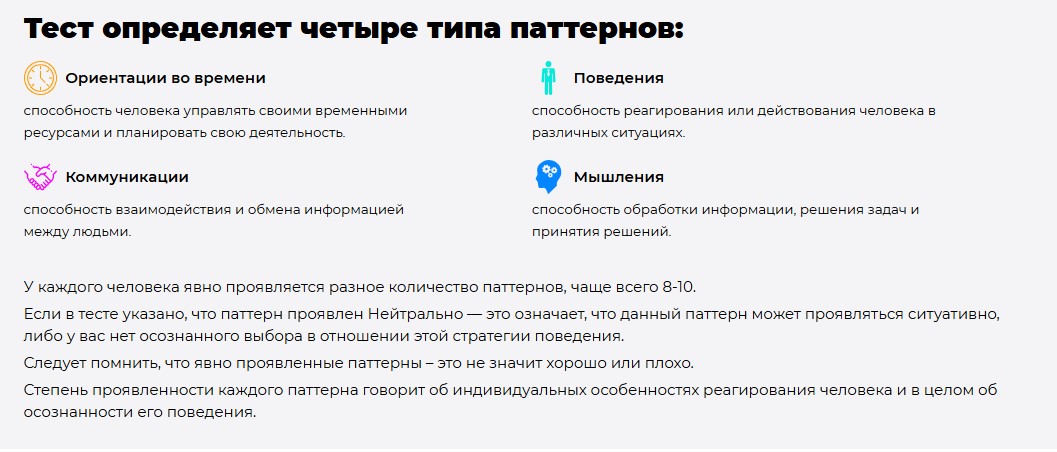 Тест определяет четыре типа паттернов:
Ориентации во времени
способность человека управлять своими временными
ресурсами и планировать свою деятельность.
Поведения
способность реагирования или действования человека в
различных ситуациях.
Коммуникации
способность взаимодействия и обмена информацией
между людьми.
Мышления
способность обработки информации, решения задач и
принятия решений.
У каждого человека явно проявляется разное количество паттернов, чаще всего 8-10.
Если в тесте указано, что паттерн проявлен Нейтрально — это означает, что данный паттерн может проявляться ситуативно,
либо у вас нет осознанного выбора в отношении этой стратегии поведения.
Следует помнить, что явно проявленные паттерны – это не значит хорошо или плохо.
Степень проявленности каждого паттерна говорит об индивидуальных особенностях реагирования человека и в целом об
осознанности его поведения.